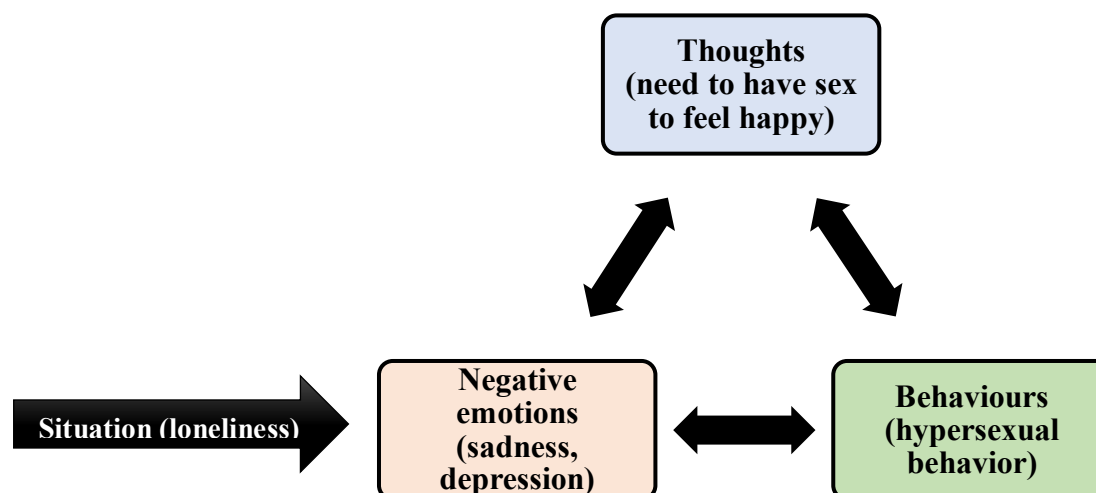 Thoughts
(need to have sex
to feel happy)
Situation (loneliness)
Negative
emotions
(sadness,
depression)
Behaviours
(hypersexual
behavior)